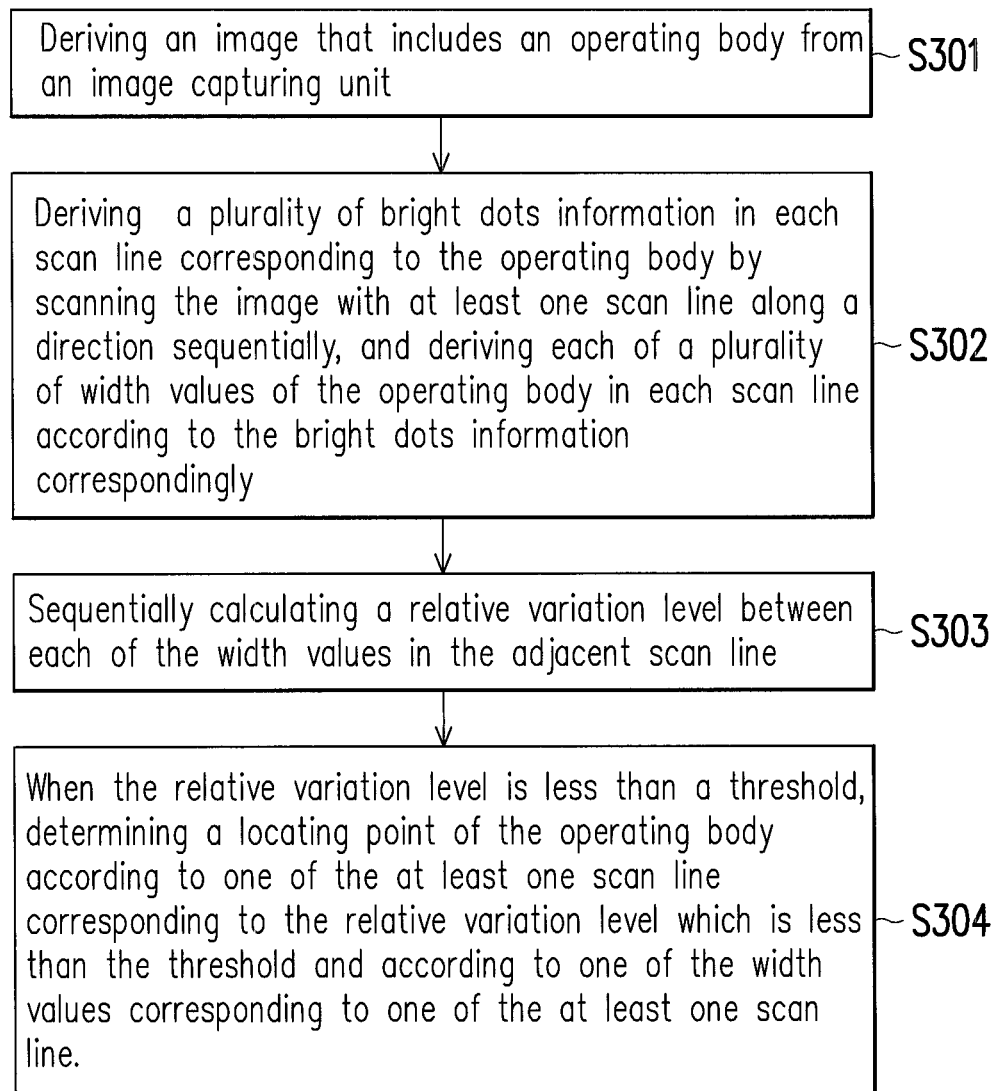 Deriving an image that includes an operating body from
an image capturing unit
S301
Deriving a plurality of bright dots information in each
scan line corresponding to the operating body by
scanning the image with at least one scan line along a
direction sequentially, and deriving each of a plurality
of width values of the operating body in each scan line
according to the bright dots information
correspondingly
S302
Sequentially calculating a relative variation level between
each of the width values in the adjacent scan line
S303
When the relative variation level is less than a threshold,
determining a locating point of the operating body
according to one of the at least one scan line
corresponding to the relative variation level which is less
than the threshold and according to one of the width
values corresponding to one of the at least one scan
line.
S304